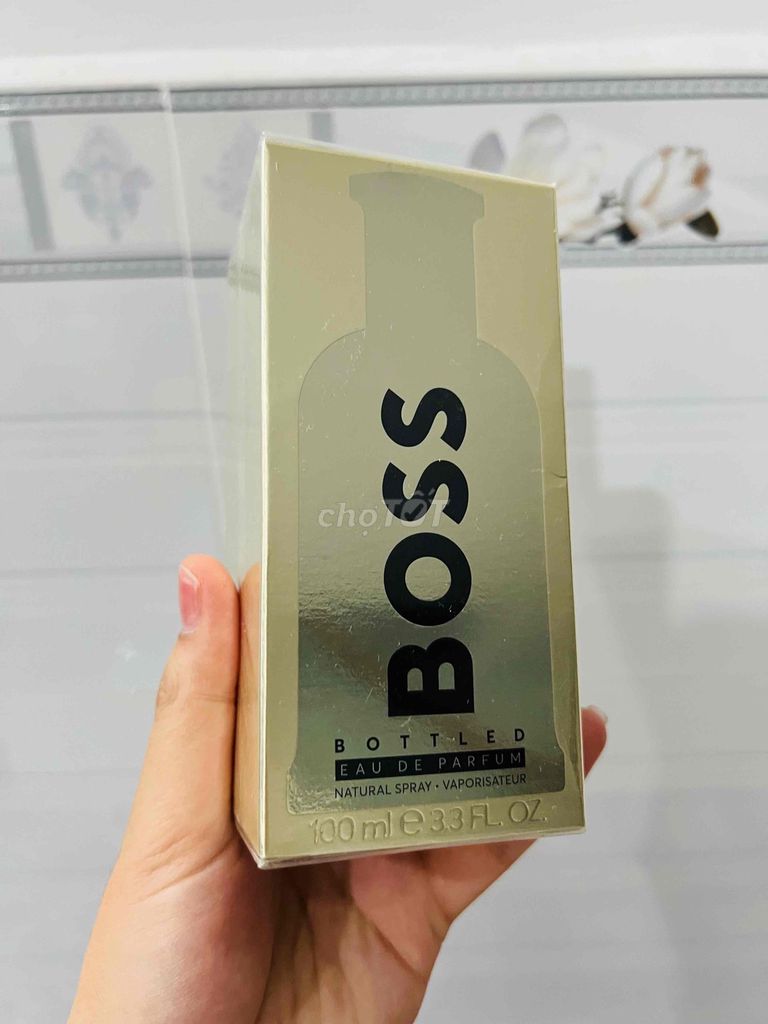 BOSS
chợTỐT
BOTTLED
EAU DE PARFUM
NATURAL SPRAY • VAPORISATEUR
100 ml ℮ 3.3 FL. OZ.